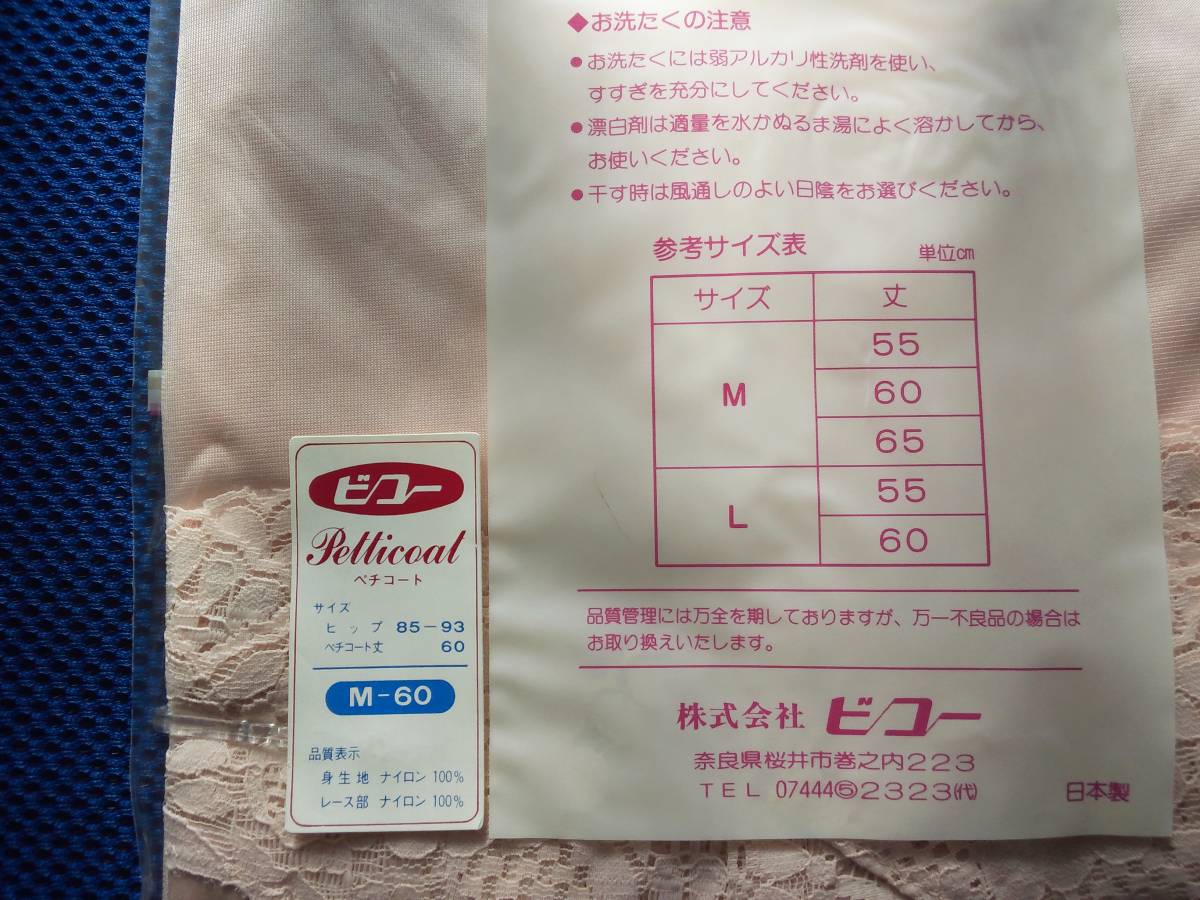 ◆お洗たくの注意
●お洗たくには弱アルカリ性洗剤を使い、
すすぎを充分にしてください。
●漂白剤は適量を水かぬるま湯によく溶かしてから、
お使いください。
●干す時は風通しのよい日陰をお選びください。
参考サイズ表
単位cm
サイズ 丈
M 55
60
65
L 55
60
品質管理には万全を期しておりますが、万一不良品の場合は
お取り換えいたします。
株式会社 ビコー
奈良県桜井市巻之内223
TEL 07444⑥2323㈹
日本製
ビコー
Petticoat
ペチコート
サイズ
ヒップ 85-93
ペチコート丈 60
M-60
品質表示
身生地 ナイロン 100%
レース部 ナイロン 100%